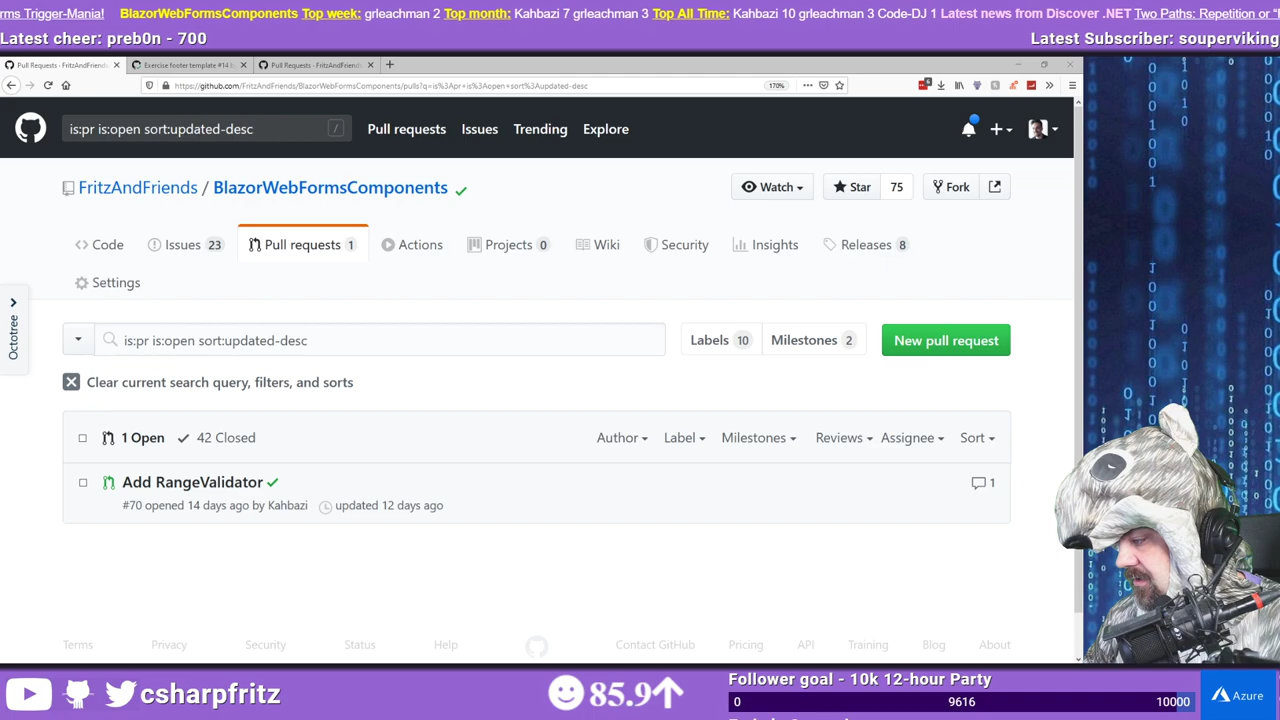 rms Trigger-Mania! BlazorWebFormsComponents Top week: grleachman 2 Top month: Kahbazi 7 grleachman 3 Top All Time: Kahbazi 10 grleachman 3 Code-DJ 1 Latest news from Discover .NET Two Paths: Repetition or "
Latest cheer: preb0n - 700
Latest Subscriber: souperviking
Pull Requests · FritzAndFriends
Exercise footer template #14 
Pull Requests · FritzAndFriends
https://github.com/FritzAndFriends/BlazorWebFormsComponents/pulls?q=is%3Apr+is%3Aopen+sort%3Aupdated-desc
170%
is:pr is:open sort:updated-desc
/
Pull requests
Issues
Trending
Explore
FritzAndFriends / BlazorWebFormsComponents
Watch
Star 75
Fork
Code
Issues 23
Pull requests 1
Actions
Projects 0
Wiki
Security
Insights
Releases 8
Settings
Octotree
is:pr is:open sort:updated-desc
Labels 10
Milestones 2
New pull request
Clear current search query, filters, and sorts
1 Open
42 Closed
Author
Label
Milestones
Reviews
Assignee
Sort
Add RangeValidator
1
#70 opened 14 days ago by Kahbazi
updated 12 days ago
Terms
Privacy
Security
Status
Help
Contact GitHub
Pricing
API
Training
Blog
About
csharpfritz
85.9
Follower goal - 10k 12-hour Party
0
9616
10000
Azure